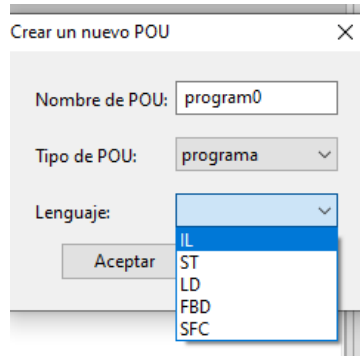 Crear un nuevo POU
Nombre de POU: program0
Tipo de POU: programa
Lenguaje:
IL
Aceptar
ST
LD
FBD
SFC